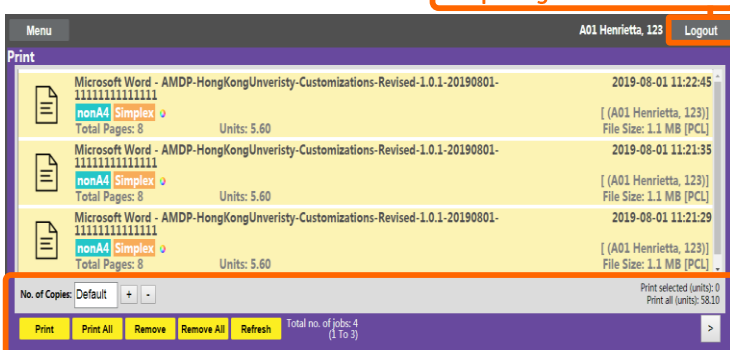 Menu
A01 Henrietta, 123
Logout
Print
Microsoft Word - AMDP-HongKongUnveristy-Customizations-Revised-1.0.1-20190801-
11111111111111
2019-08-01 11:22:45
nonA4 Simplex
[ (A01 Henrietta, 123)]
Total Pages: 8 Units: 5.60
File Size: 1.1 MB [PCL]
Microsoft Word - AMDP-HongKongUnveristy-Customizations-Revised-1.0.1-20190801-
11111111111111
2019-08-01 11:21:35
nonA4 Simplex
[ (A01 Henrietta, 123)]
Total Pages: 8 Units: 5.60
File Size: 1.1 MB [PCL]
Microsoft Word - AMDP-HongKongUnveristy-Customizations-Revised-1.0.1-20190801-
11111111111111
2019-08-01 11:21:29
nonA4 Simplex
[ (A01 Henrietta, 123)]
Total Pages: 8 Units: 5.60
File Size: 1.1 MB [PCL]
No. of Copies: Default + -
Print selected (units): 0
Print all (units): 58.10
Print Print All Remove Remove All Refresh
Total no. of jobs: 4
(1 To 3)
>